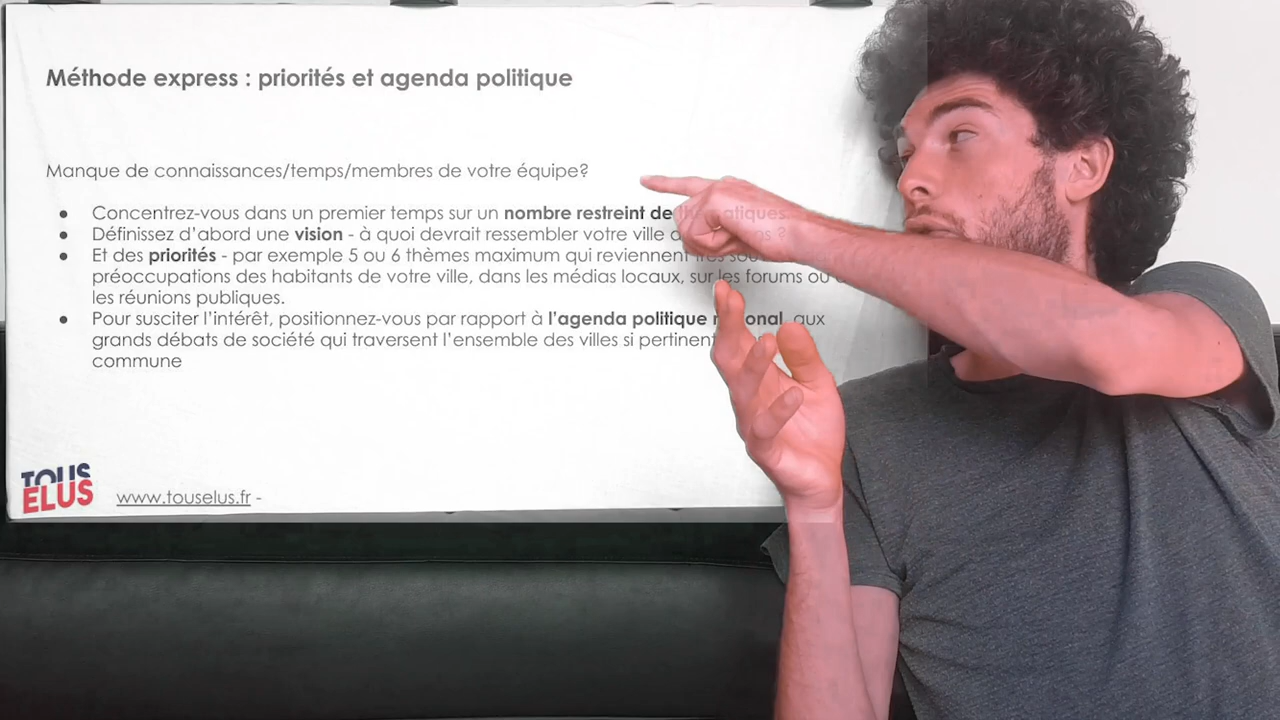 Méthode express : priorités et agenda politique
Manque de connaissances/temps/membres de votre équipe?
● Concentrez-vous dans un premier temps sur un nombre restreint de thématiques.
● Définissez d’abord une vision - à quoi devrait ressembler votre ville ?
● Et des priorités - par exemple 5 ou 6 thèmes maximum qui reviennent très
préoccupations des habitants de votre ville, dans les médias locaux, sur les forums ou
les réunions publiques.
● Pour susciter l’intérêt, positionnez-vous par rapport à l’agenda politique national, aux
grands débats de société qui traversent l’ensemble des villes si pertinent
commune
TOUS
ELUS
www.touselus.fr -